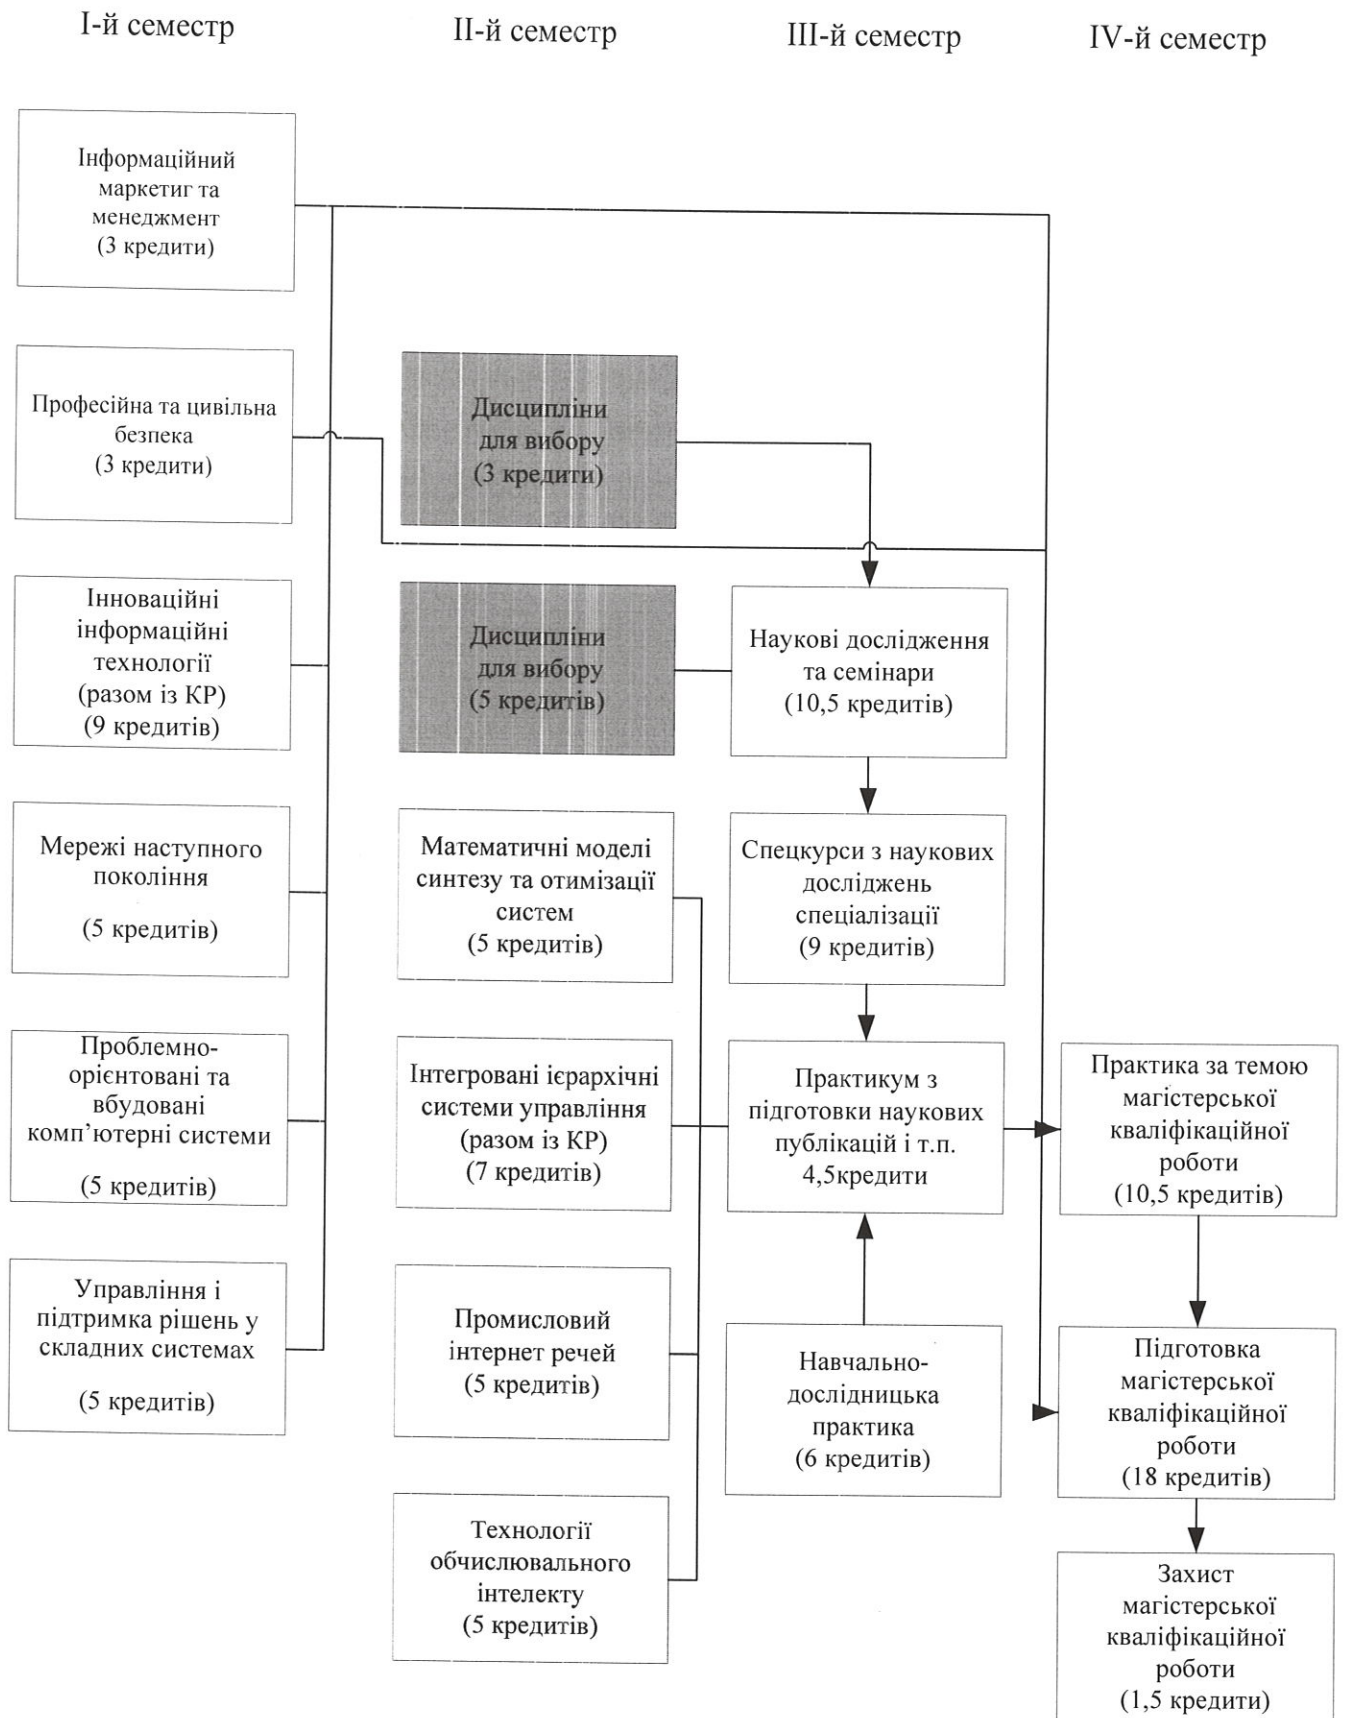 І-й семестр
ІІ-й семестр
ІІІ-й семестр
IV-й семестр
Інформаційний
маркетиг та
менеджмент
(3 кредити)
Професійна та цивільна
безпека
(3 кредити)
Інноваційні
інформаційні
технології
(разом із КР)
(9 кредитів)
Мережі наступного
покоління
(5 кредитів)
Проблемно-
орієнтовані та
вбудовані
комп’ютерні системи
(5 кредитів)
Управління і
підтримка рішень у
складних системах
(5 кредитів)
Дисципліни
для вибору
(3 кредити)
Дисципліни
для вибору
(5 кредитів)
Математичні моделі
синтезу та отимізації
систем
(5 кредитів)
Інтегровані ієрархічні
системи управління
(разом із КР)
(7 кредитів)
Промисловий
інтернет речей
(5 кредитів)
Технології
обчислювального
інтелекту
(5 кредитів)
Наукові дослідження
та семінари
(10,5 кредитів)
Спецкурси з наукових
досліджень
спеціалізації
(9 кредитів)
Практикум з
підготовки наукових
публікацій і т.п.
4,5кредити
Навчально-
дослідницька
практика
(6 кредитів)
Практика за темою
магістерської
кваліфікаційної
роботи
(10,5 кредитів)
Підготовка
магістерської
кваліфікаційної
роботи
(18 кредитів)
Захист
магістерської
кваліфікаційної
роботи
(1,5 кредити)